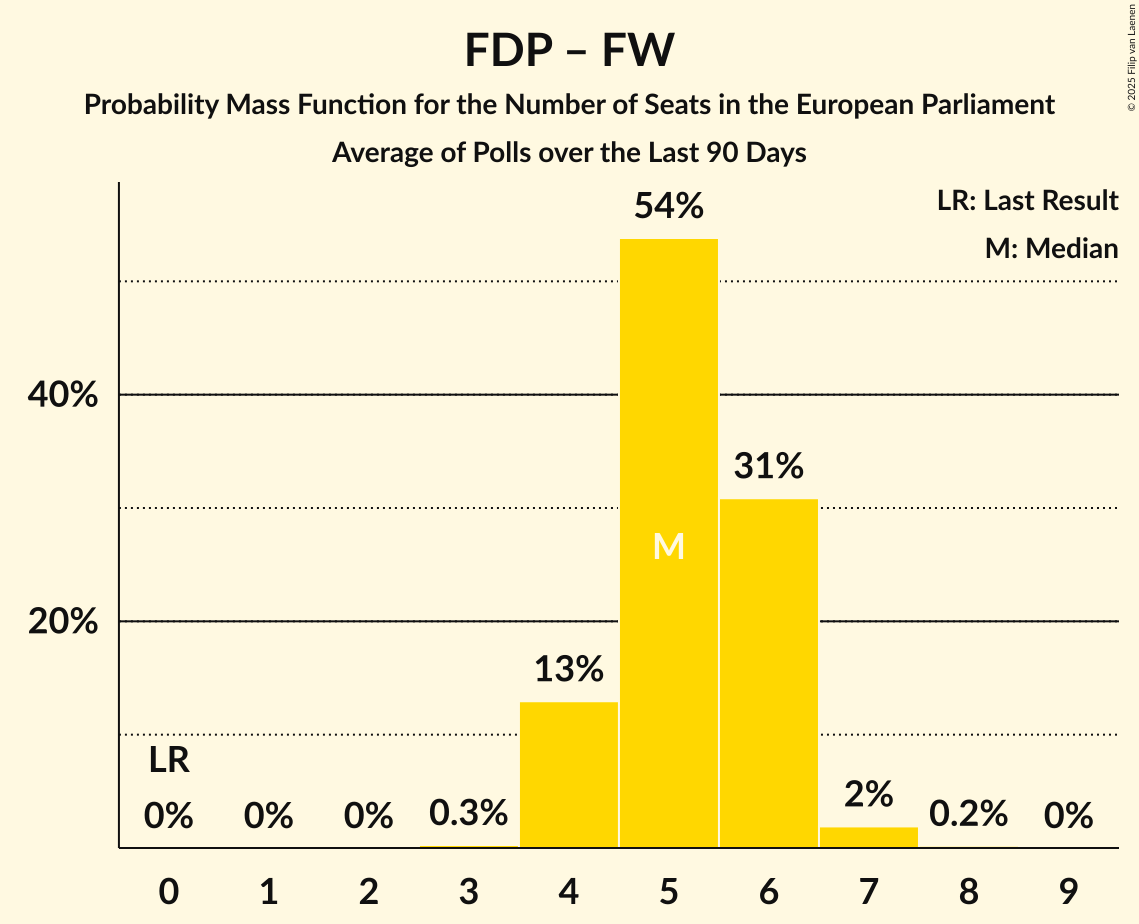 FDP – FW
Probability Mass Function for the Number of Seats in the European Parliament
Average of Polls over the Last 90 Days
© 2025 Filip van Laenen
LR: Last Result
M: Median
54%
40%
31%
M
20%
13%
LR
0% 0% 0% 0.3% 2% 0.2% 0%
0 1 2 3 4 5 6 7 8 9